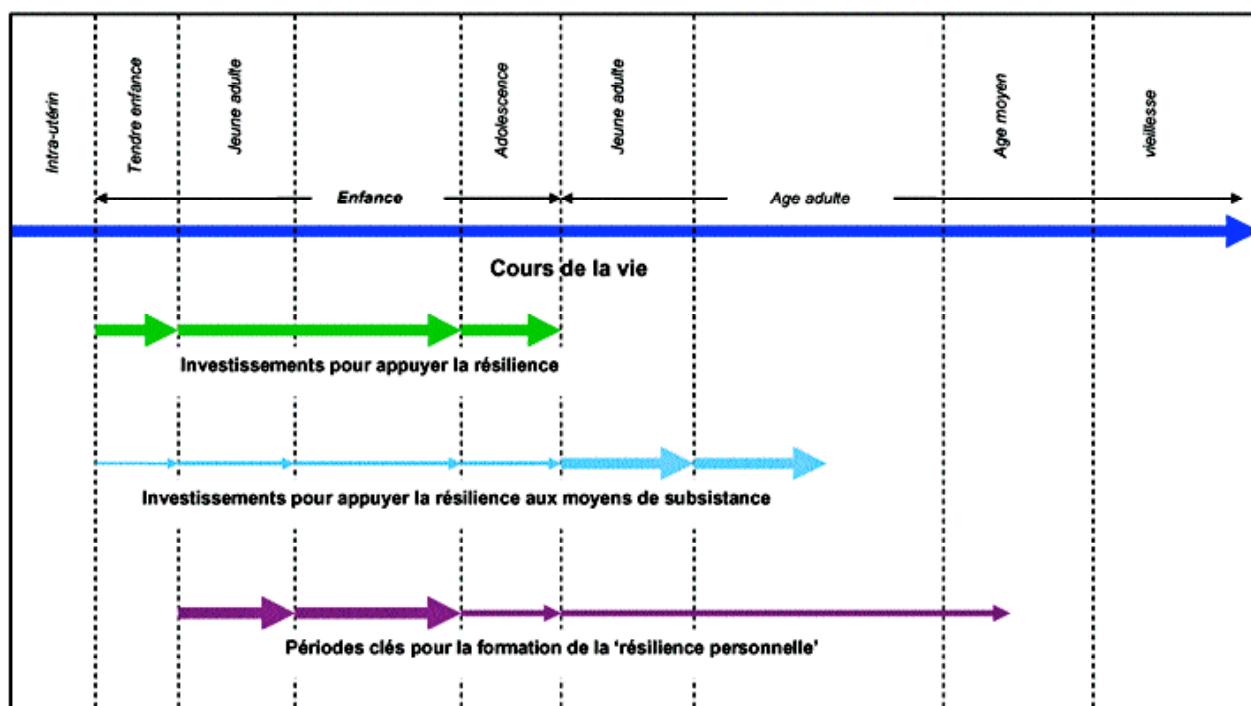 Intra-utérin
Tendre enfance
Jeune adulte
Adolescence
Jeune adulte
Age moyen
vieillesse
Enfance
Age adulte
Cours de la vie
Investissements pour appuyer la résilience
Investissements pour appuyer la résilience aux moyens de subsistance
Périodes clés pour la formation de la ‘résilience personnelle’